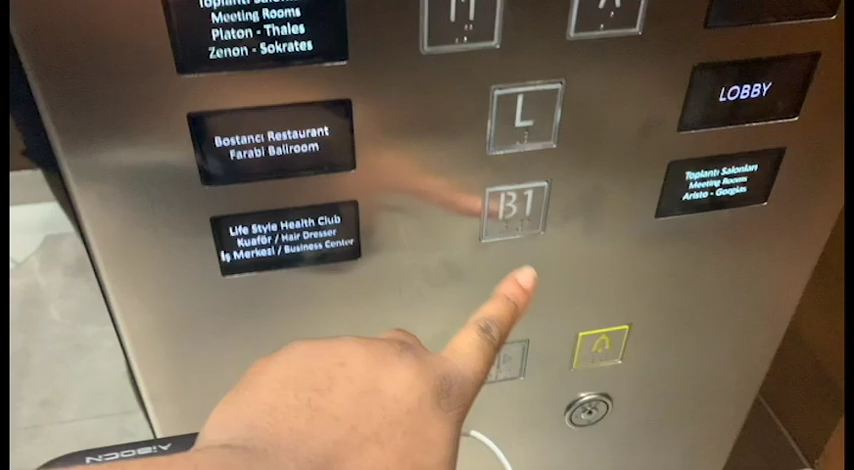 Toplantı Salonları
Meeting Rooms
Platon - Thales
Zenon - Sokrates
M
L
LOBBY
Bostancı Restaurant
Farabi Ballroom
B1
Toplantı Salonları
Meeting Rooms
Aristo - Gorgias
Life Style Health Club
Kuaför / Hair Dresser
İş Merkezi / Business Center